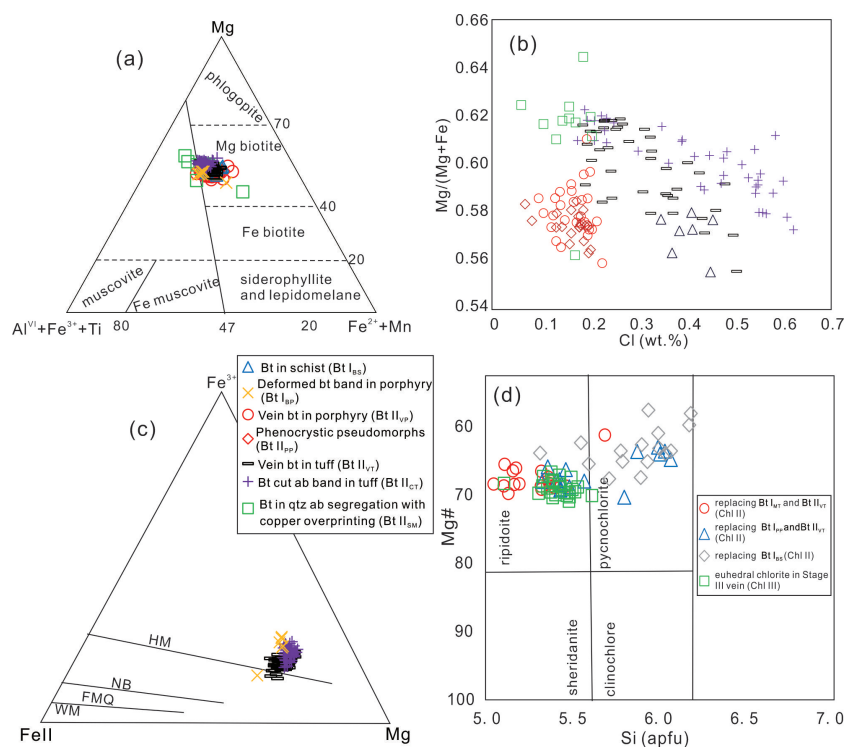 (a)
Mg
phlogopite
70
Mg biotite
40
Fe biotite
20
muscovite
Fe muscovite
siderophyllite
and lepidomelane
Al^VI+Fe³⁺+Ti
80
47
20
Fe²⁺+Mn
(b)
Mg/(Mg+Fe)
0.66
0.64
0.62
0.60
0.58
0.56
0.54
0
0.1
0.2
0.3
0.4
0.5
0.6
0.7
Cl (wt.%)
(c)
Fe³⁺
HM
NB
FMQ
WM
FeII
Mg
Bt in schist (Bt I_BS)
Deformed bt band in porphyry
(Bt I_BP)
Vein bt in porphyry (Bt II_VP)
Phenocrystic pseudomorphs
(Bt II_PP)
Vein bt in tuff (Bt II_VT)
Bt cut ab band in tuff (Bt II_CT)
Bt in qtz ab segregation with
copper overprinting (Bt II_SM)
(d)
Mg#
60
70
80
90
100
ripidoite
pycnochlorite
sheridanite
clinochlore
5.0
5.5
6.0
6.5
7.0
Si (apfu)
replacing Bt I_MT and Bt II_VT
(Chl II)
replacing Bt I_PP and Bt II_VT
(Chl II)
replacing Bt I_BS (Chl II)
euhedral chlorite in Stage
III vein (Chl III)